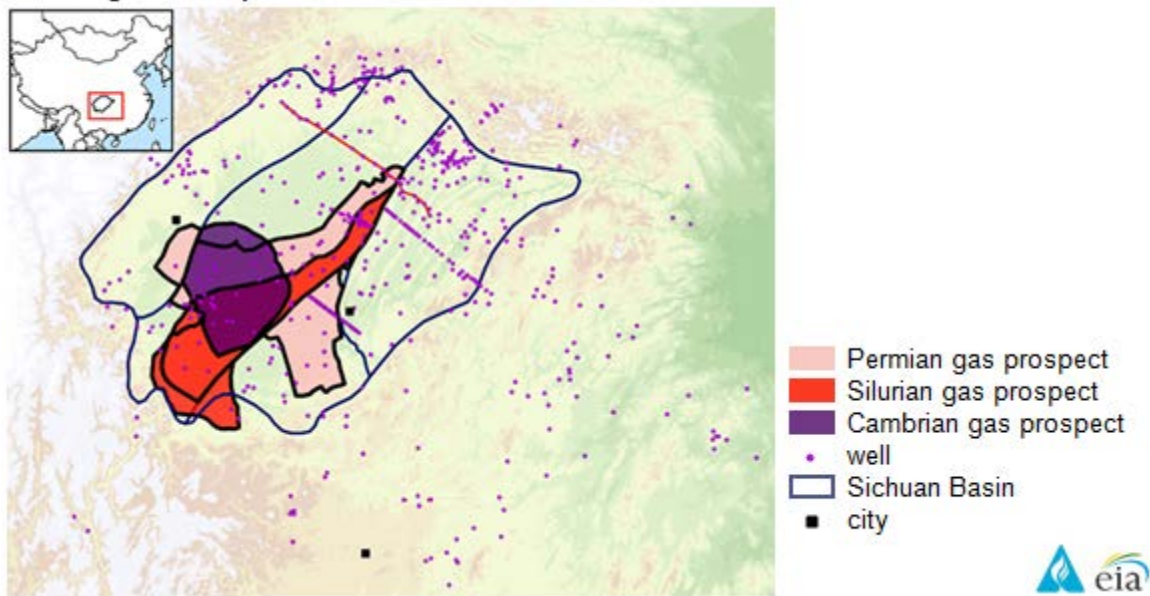 Permian gas prospect
Silurian gas prospect
Cambrian gas prospect
well
Sichuan Basin
city
eia